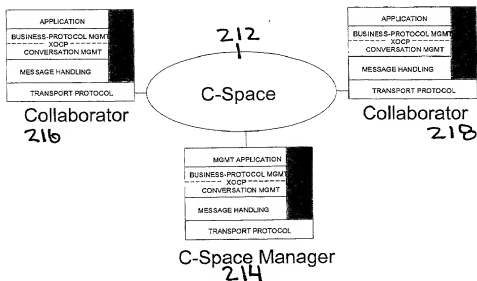 APPLICATION
BUSINESS-PROTOCOL MGMT
XOCP
CONVERSATION MGMT
MESSAGE HANDLING
TRANSPORT PROTOCOL
Collaborator
216
212
C-Space
APPLICATION
BUSINESS-PROTOCOL MGMT
XOCP
CONVERSATION MGMT
MESSAGE HANDLING
TRANSPORT PROTOCOL
Collaborator
218
MGMT APPLICATION
BUSINESS-PROTOCOL MGMT
XOCP
CONVERSATION MGMT
MESSAGE HANDLING
TRANSPORT PROTOCOL
C-Space Manager
214